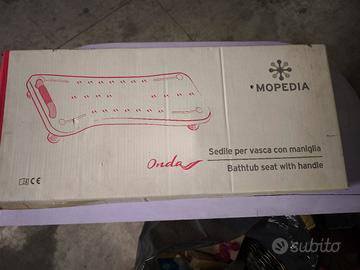 MOPEDIA
Onda
Sedile per vasca con maniglia
Bathtub seat with handle
CE
subito